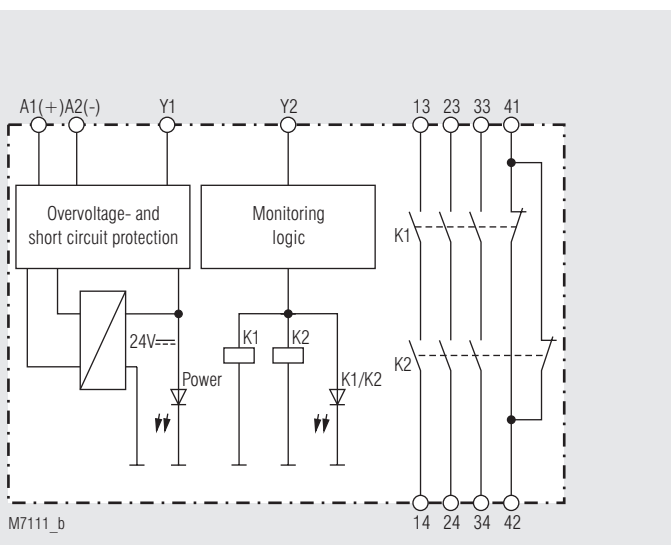 A1(+)A2(-) Y1 Y2 13 23 33 41
Overvoltage- and
short circuit protection
Monitoring
logic
K1
24V
K1 K2
K2
Power
K1/K2
M7111_b
14 24 34 42